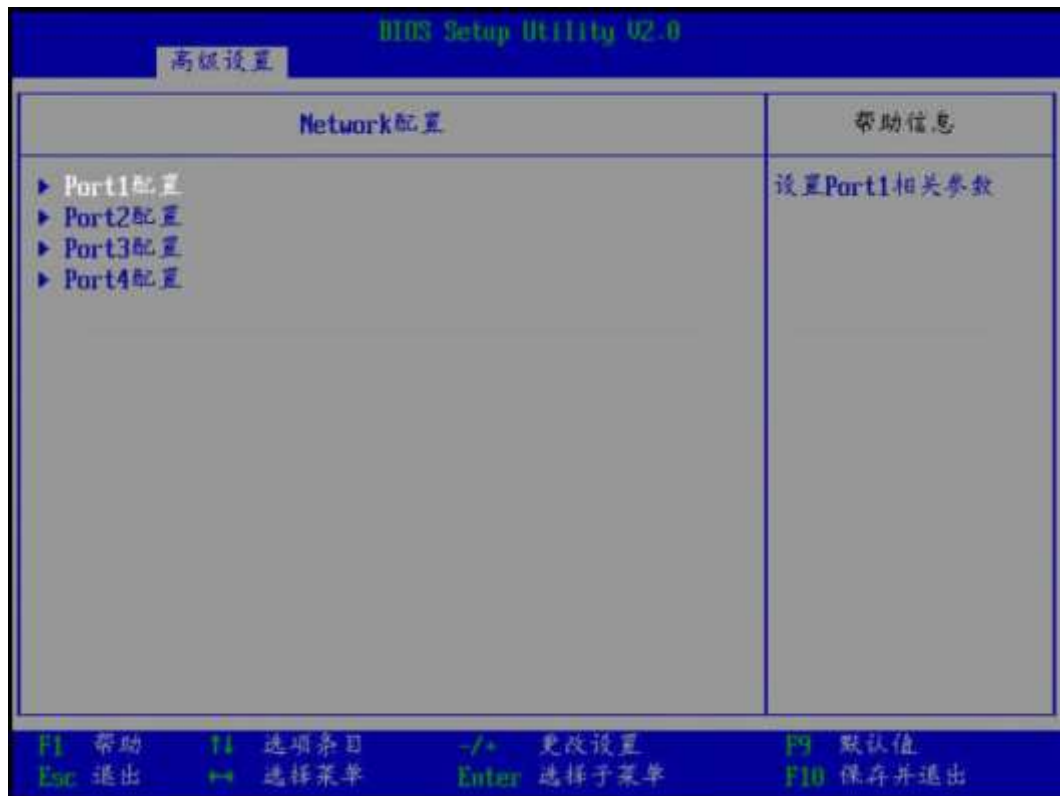 BIOS Setup Utility V2.0
高级设置
Network配置
帮助信息
▶ Port1配置
▶ Port2配置
▶ Port3配置
▶ Port4配置
设置Port1相关参数
F1 帮助 ↑↓ 选项条目 -/+ 更改设置 F9 默认值
Esc 退出 ↔ 选择菜单 Enter 选择子菜单 F10 保存并退出